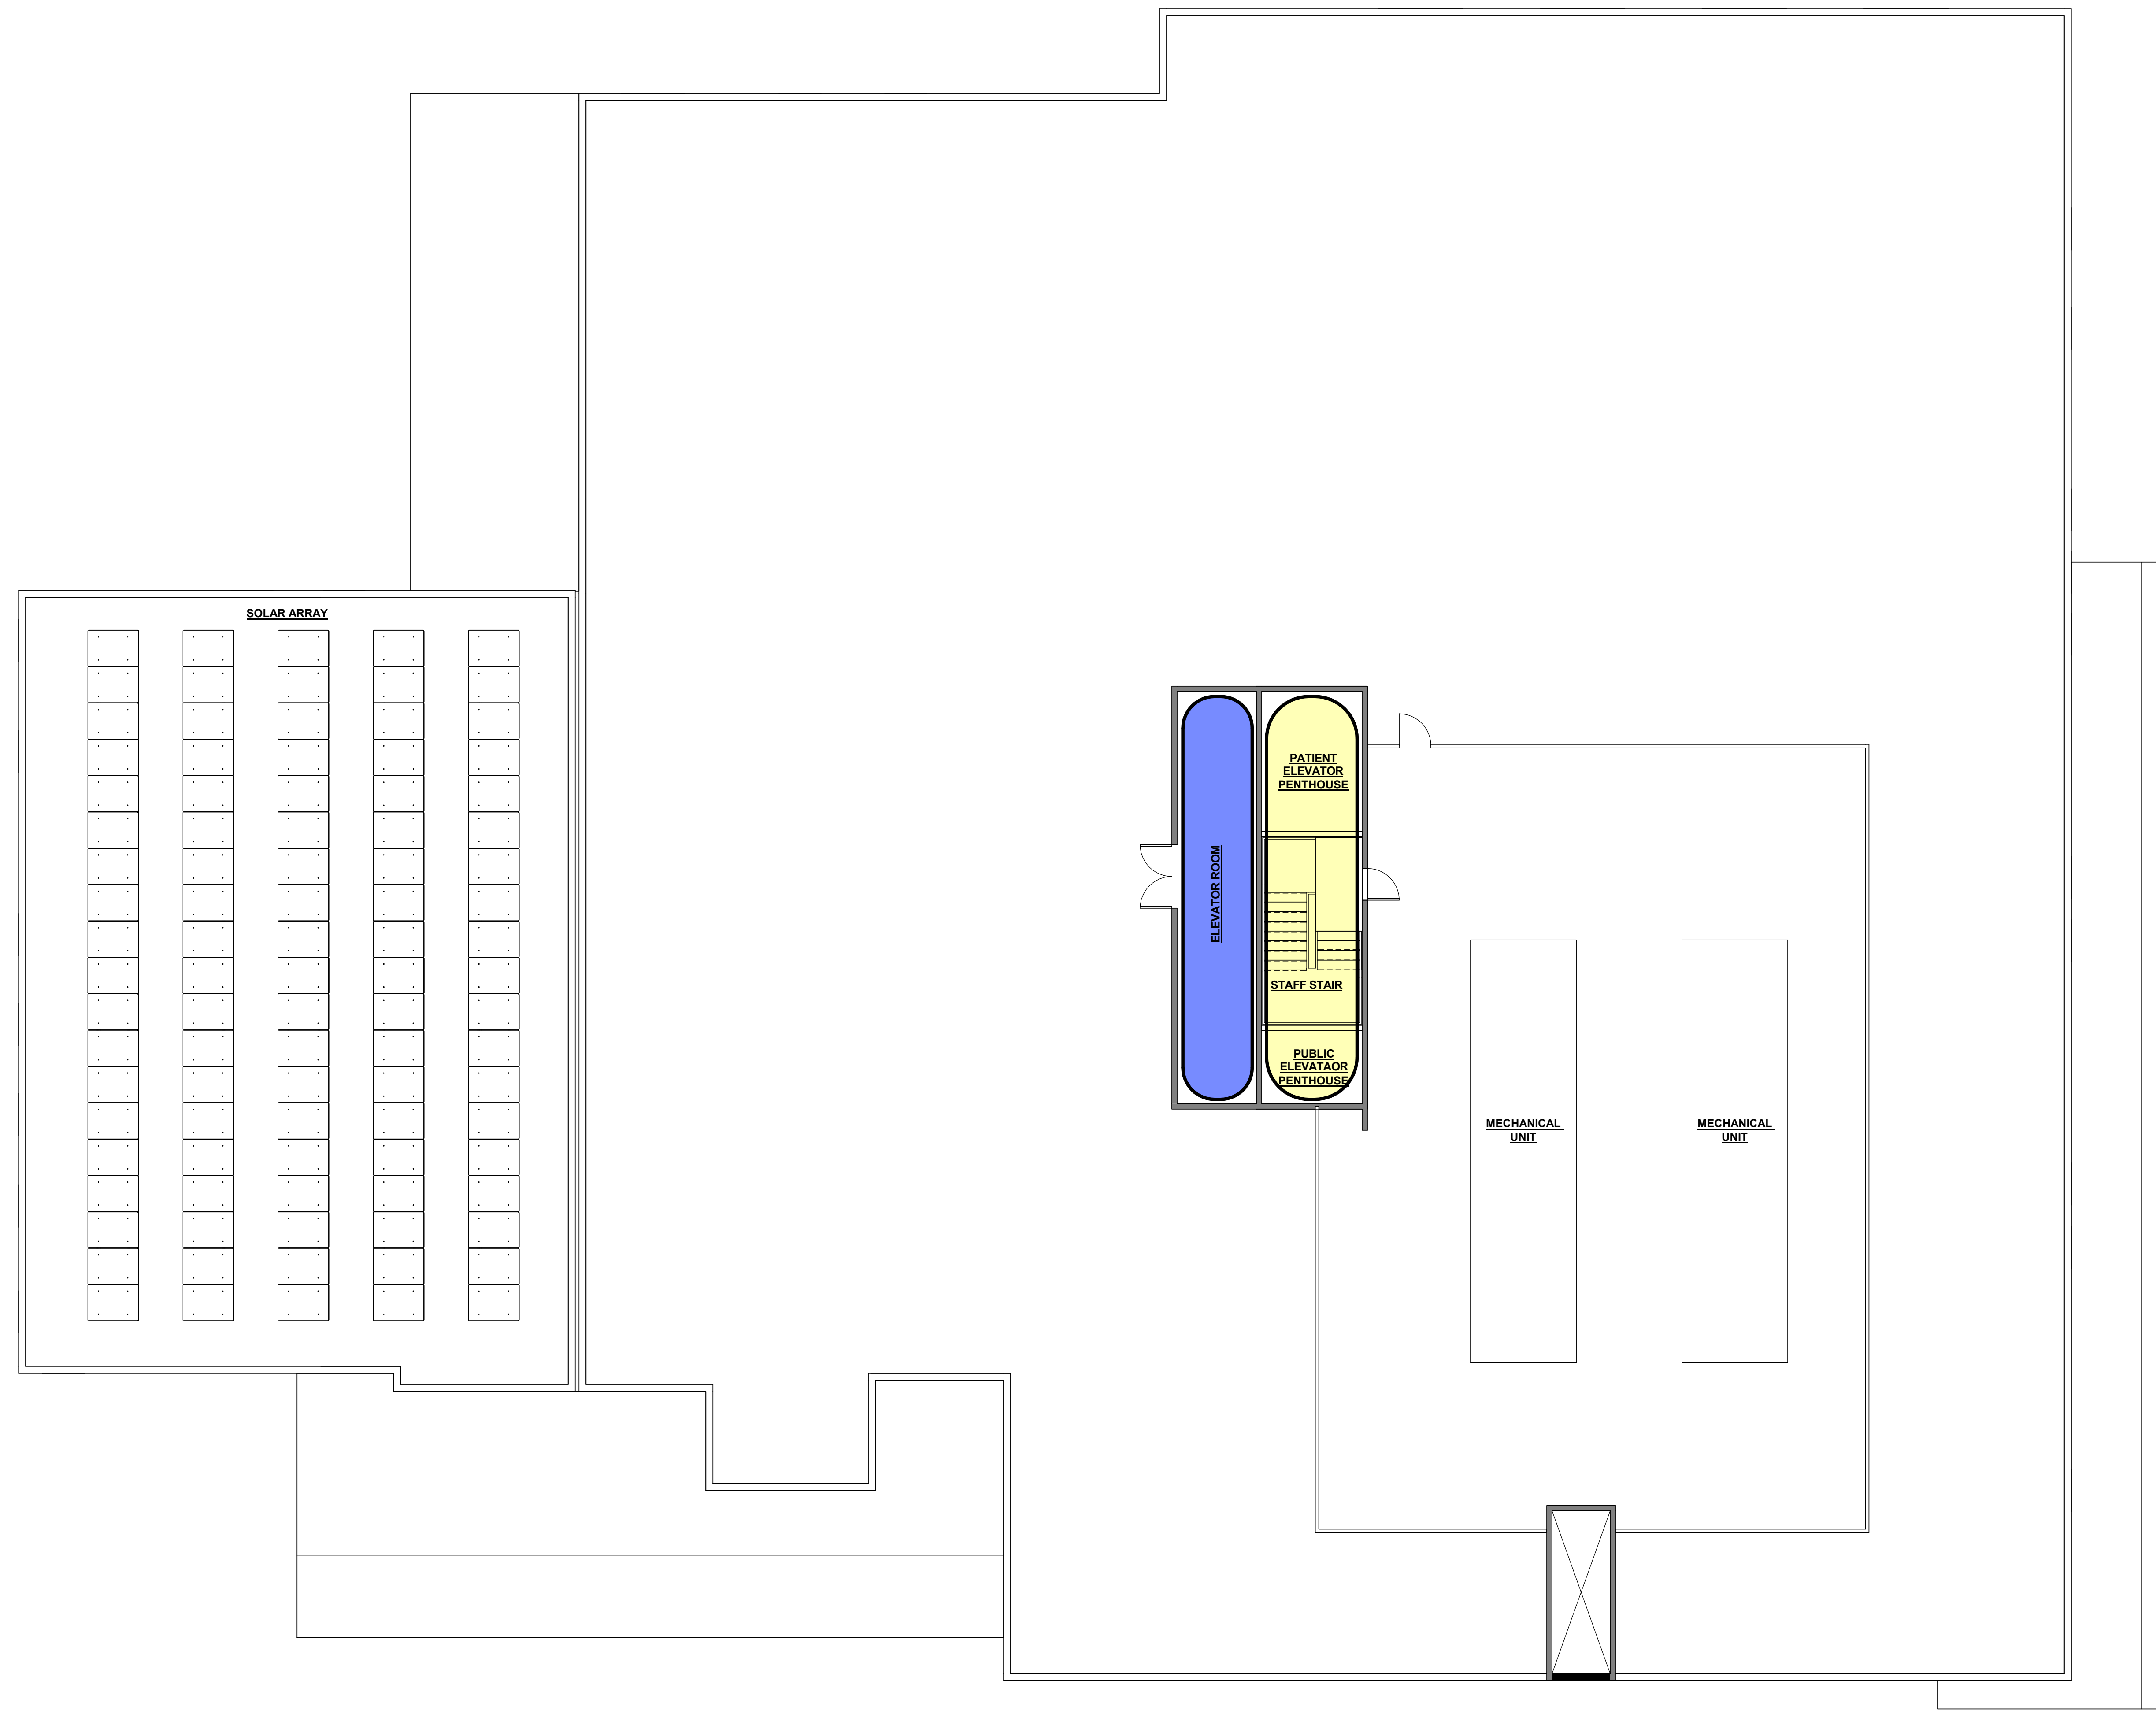 SOLAR ARRAY
PATIENT
ELEVATOR
PENTHOUSE
ELEVATOR ROOM
STAFF STAIR
PUBLIC
ELEVATAOR
PENTHOUSE
MECHANICAL
UNIT
MECHANICAL
UNIT